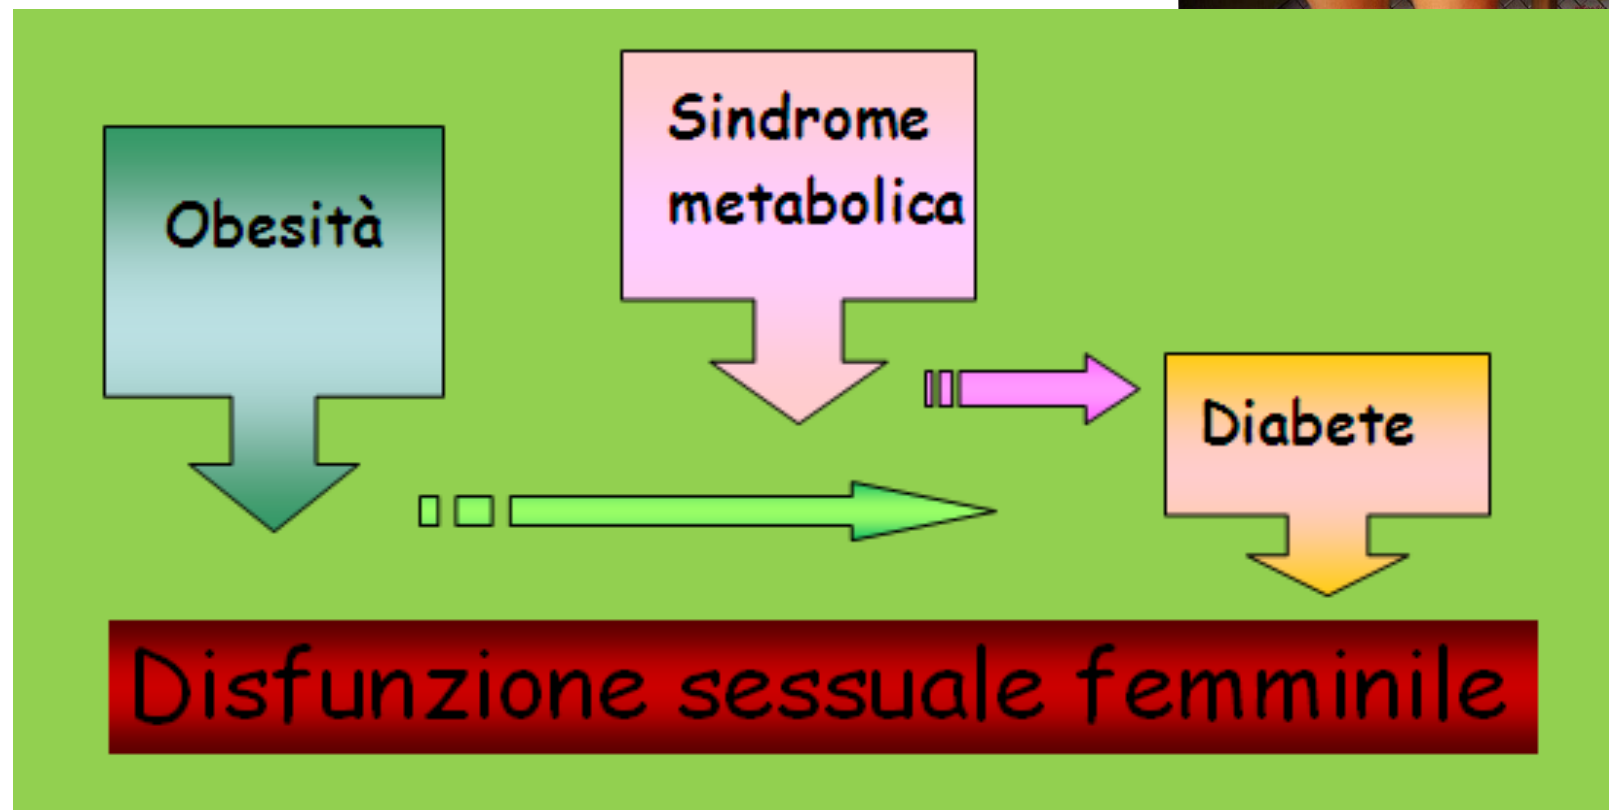 Obesità
Sindrome
metabolica
Diabete
Disfunzione sessuale femminile